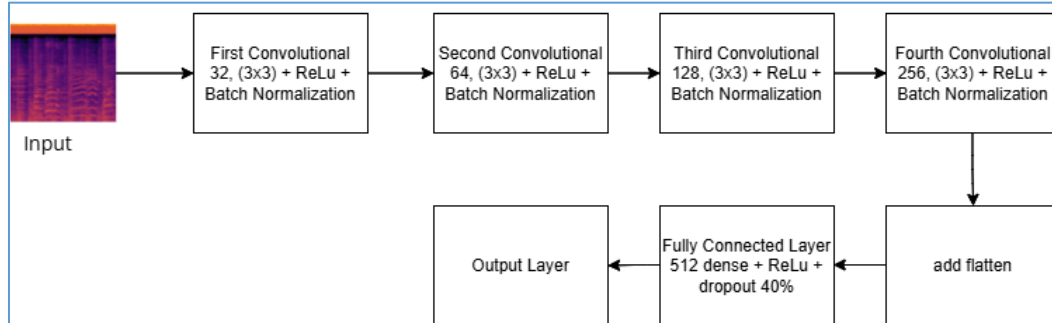 Input
First Convolutional
32, (3x3) + ReLu +
Batch Normalization
Second Convolutional
64, (3x3) + ReLu +
Batch Normalization
Third Convolutional
128, (3x3) + ReLu +
Batch Normalization
Fourth Convolutional
256, (3x3) + ReLu +
Batch Normalization
add flatten
Fully Connected Layer
512 dense + ReLu +
dropout 40%
Output Layer